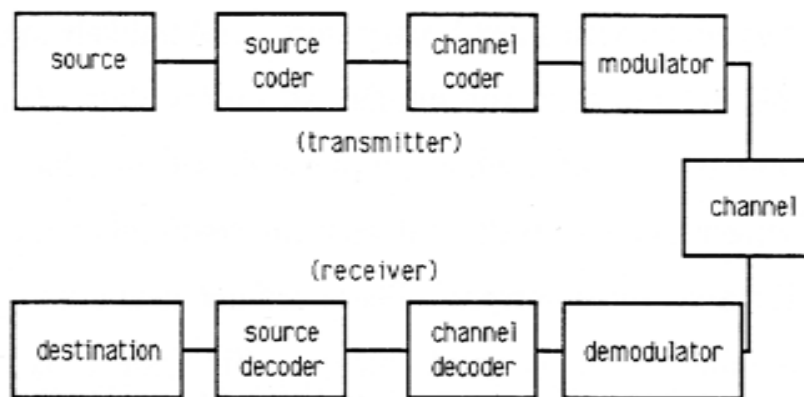 source
source
coder
channel
coder
modulator
(transmitter)
channel
(receiver)
destination
source
decoder
channel
decoder
demodulator